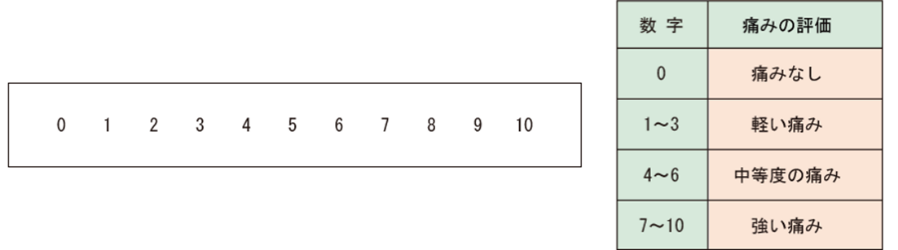 0 1 2 3 4 5 6 7 8 9 10
数 字 痛みの評価
0 痛みなし
1～3 軽い痛み
4～6 中等度の痛み
7～10 強い痛み